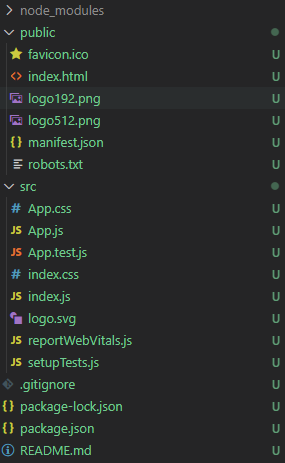 node_modules
public
favicon.ico U
index.html U
logo192.png U
logo512.png U
manifest.json U
robots.txt U
src
App.css U
App.js U
App.test.js U
index.css U
index.js U
logo.svg U
reportWebVitals.js U
setupTests.js U
.gitignore U
package-lock.json U
package.json U
README.md U